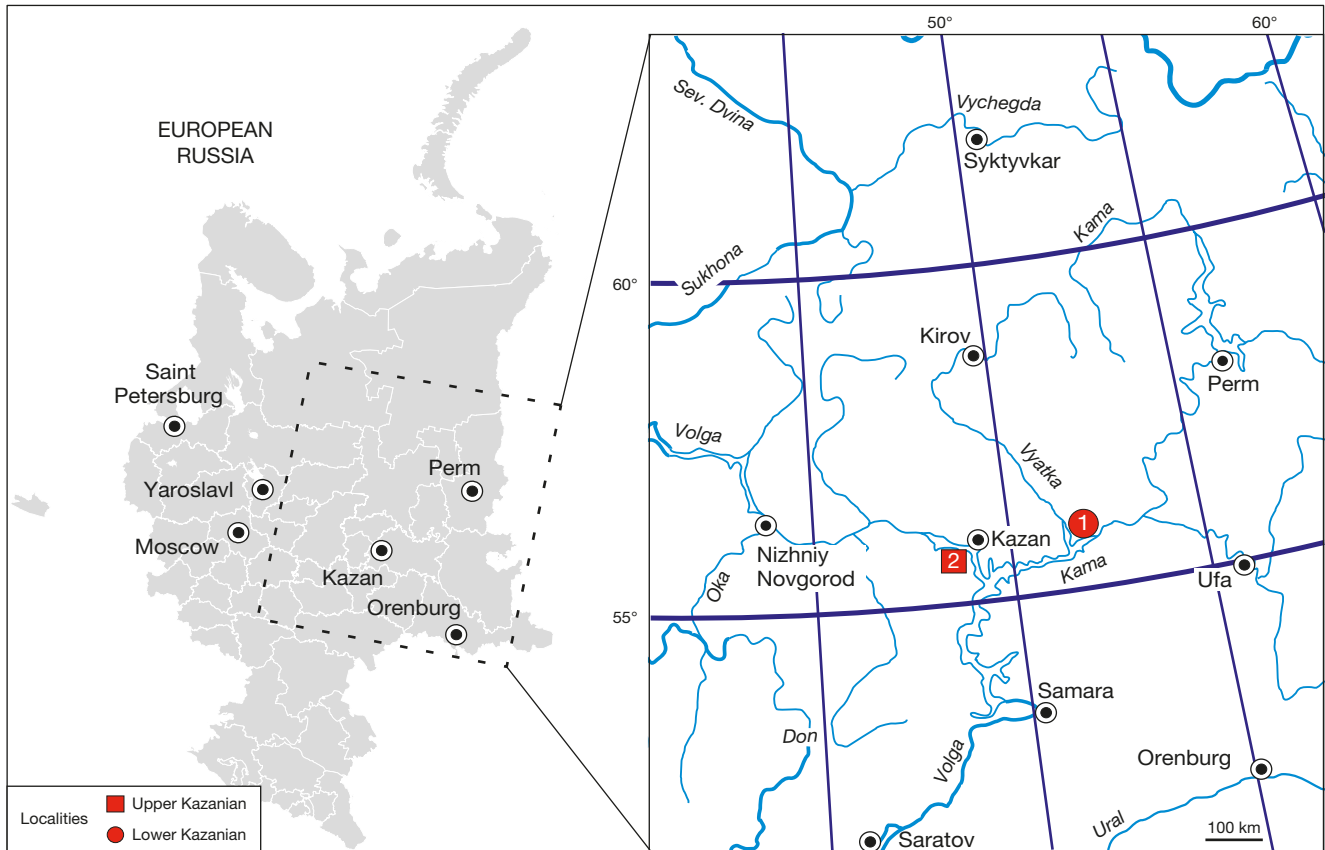 EUROPEAN
RUSSIA
Saint
Petersburg
Yaroslavl
Moscow
Perm
Kazan
Orenburg
Localities
Upper Kazanian
Lower Kazanian
50°
60°
60°
55°
Sev. Dvina
Vychegda
Syktyvkar
Sukhona
Kama
Kirov
Perm
Volga
Vyatka
1
Nizhniy
Novgorod
Kazan
2
Kama
Ufa
Oka
Samara
Don
Volga
Orenburg
Ural
Saratov
100 km